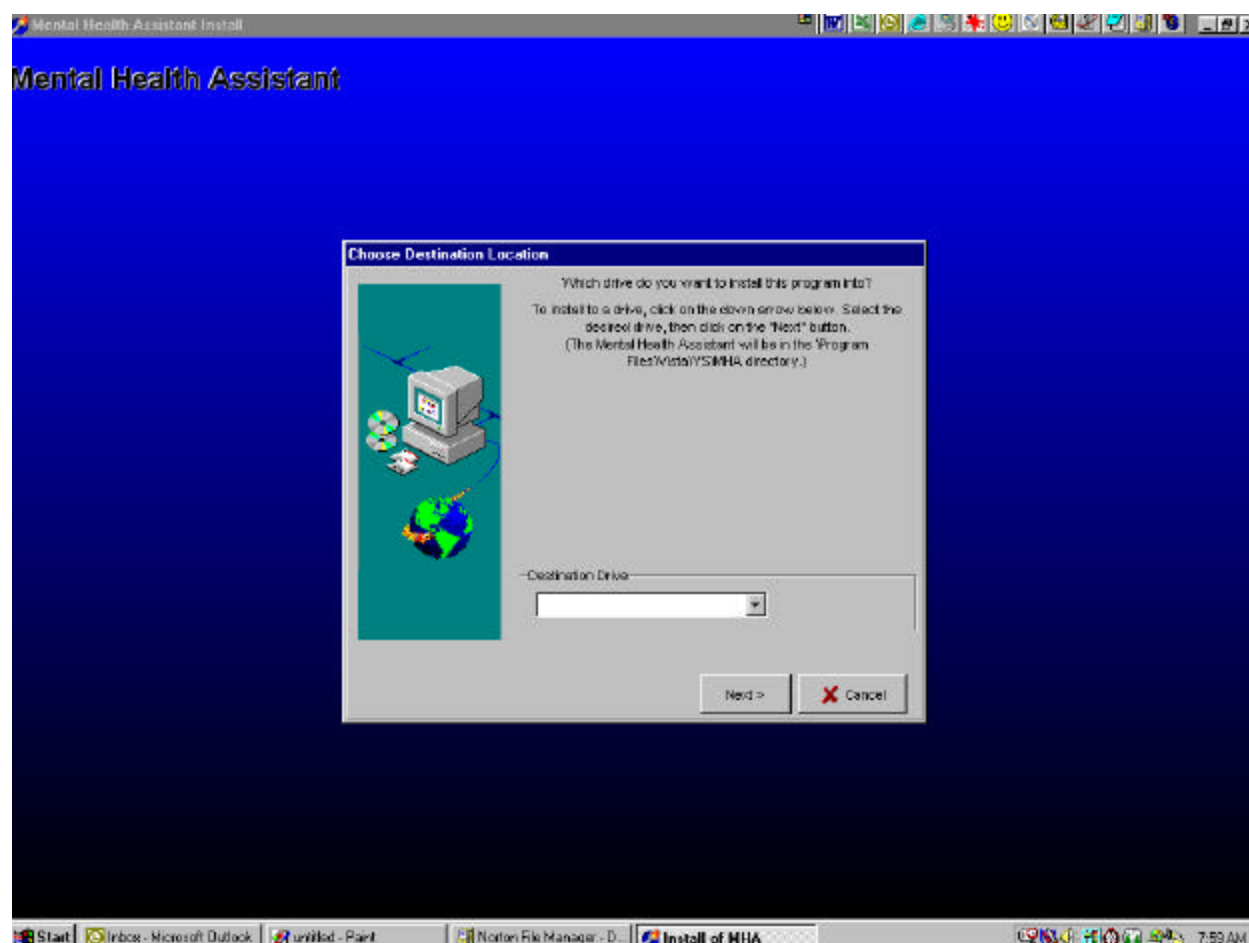 Mental Health Assistant Install
Mental Health Assistant
Choose Destination Location
Which drive do you want to install this program into?
To install to a drive, click on the down arrow below. Select the
desired drive, then click on the "Next" button.
(The Mental Health Assistant will be in the \Program
Files\Vista\YS\MHA directory.)
Destination Drive
Next >
Cancel
Start
Inbox - Microsoft Outlook
untitled - Paint
Norton File Manager - D...
Install of MHA
7:59 AM